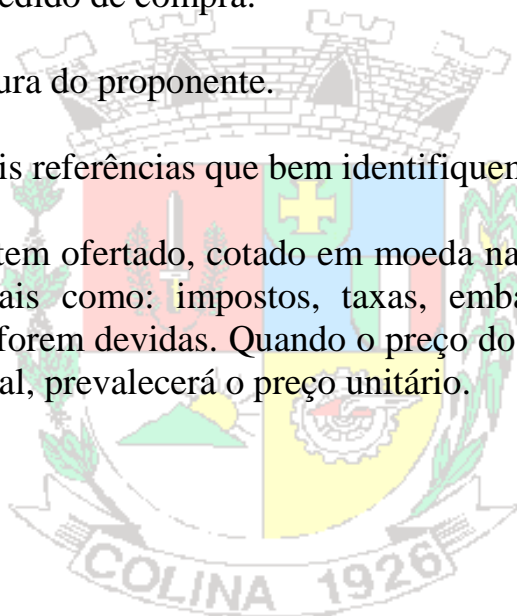 edido de compra.
ura do proponente.
is referências que bem identifiquem
tem ofertado, cotado em moeda na
ais como: impostos, taxas, emba
forem devidas. Quando o preço do
al, prevalecerá o preço unitário.
COLINA 1926